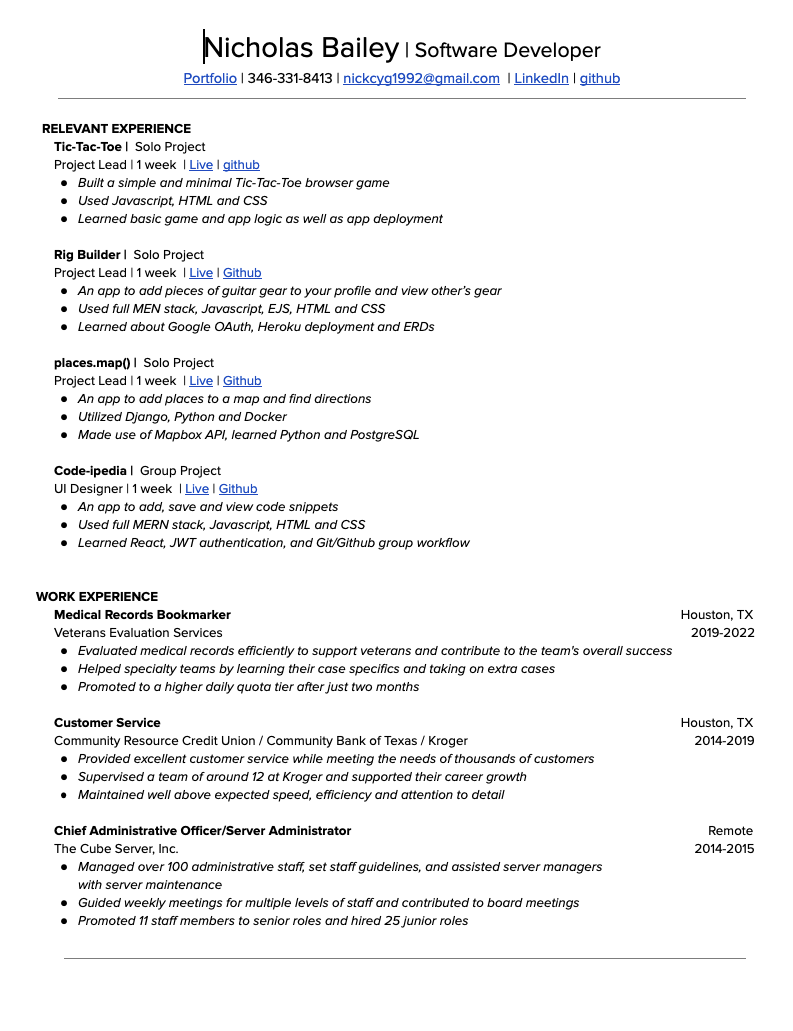 Nicholas Bailey | Software Developer
Portfolio | 346-331-8413 | nickcyg1992@gmail.com | LinkedIn | github
RELEVANT EXPERIENCE
Tic-Tac-Toe | Solo Project
Project Lead | 1 week | Live | github
● Built a simple and minimal Tic-Tac-Toe browser game
● Used Javascript, HTML and CSS
● Learned basic game and app logic as well as app deployment
Rig Builder | Solo Project
Project Lead | 1 week | Live | Github
● An app to add pieces of guitar gear to your profile and view other's gear
● Used full MEN stack, Javascript, EJS, HTML and CSS
● Learned about Google OAuth, Heroku deployment and ERDs
places.map() | Solo Project
Project Lead | 1 week | Live | Github
● An app to add places to a map and find directions
● Utilized Django, Python and Docker
● Made use of Mapbox API, learned Python and PostgreSQL
Code-ipedia | Group Project
UI Designer | 1 week | Live | Github
● An app to add, save and view code snippets
● Used full MERN stack, Javascript, HTML and CSS
● Learned React, JWT authentication, and Git/Github group workflow
WORK EXPERIENCE
Medical Records Bookmarker Houston, TX
Veterans Evaluation Services 2019-2022
● Evaluated medical records efficiently to support veterans and contribute to the team's overall success
● Helped specialty teams by learning their case specifics and taking on extra cases
● Promoted to a higher daily quota tier after just two months
Customer Service Houston, TX
Community Resource Credit Union / Community Bank of Texas / Kroger 2014-2019
● Provided excellent customer service while meeting the needs of thousands of customers
● Supervised a team of around 12 at Kroger and supported their career growth
● Maintained well above expected speed, efficiency and attention to detail
Chief Administrative Officer/Server Administrator Remote
The Cube Server, Inc. 2014-2015
● Managed over 100 administrative staff, set staff guidelines, and assisted server managers
with server maintenance
● Guided weekly meetings for multiple levels of staff and contributed to board meetings
● Promoted 11 staff members to senior roles and hired 25 junior roles